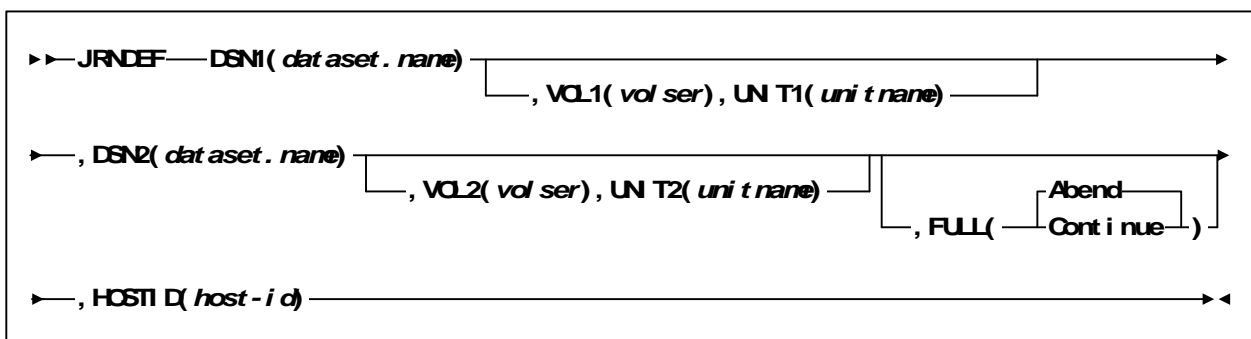 JRNDEF DSN1(dataset.name)
,VOL1(volser),UNIT1(unitname)
,DSN2(dataset.name)
,VOL2(volser),UNIT2(unitname)
,FULL( Abend
Continue )
,HOSTID(host-id)